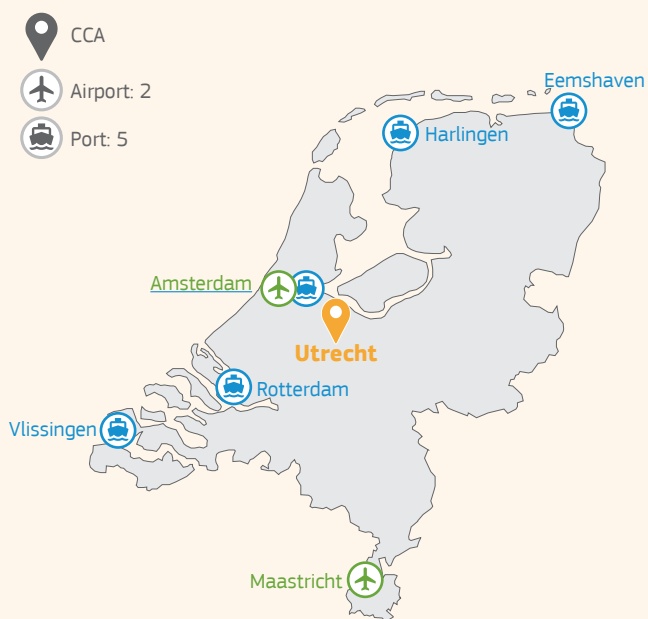 CCA
Airport: 2
Port: 5
Eemshaven
Harlingen
Amsterdam
Utrecht
Rotterdam
Vlissingen
Maastricht